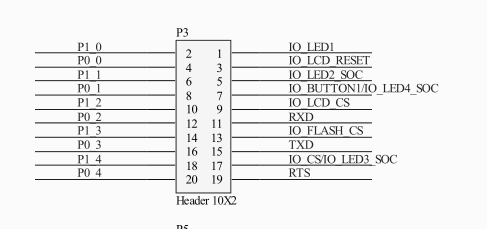 P3
P1_0 2 1 IO_LED1
P0_0 4 3 IO_LCD_RESET
P1_1 6 5 IO_LED2_SOC
P0_1 8 7 IO_BUTTON1/IO_LED4_SOC
P1_2 10 9 IO_LCD_CS
P0_2 12 11 RXD
P1_3 14 13 IO_FLASH_CS
P0_3 16 15 TXD
P1_4 18 17 IO_CS/IO_LED3_SOC
P0_4 20 19 RTS
Header 10X2
P5